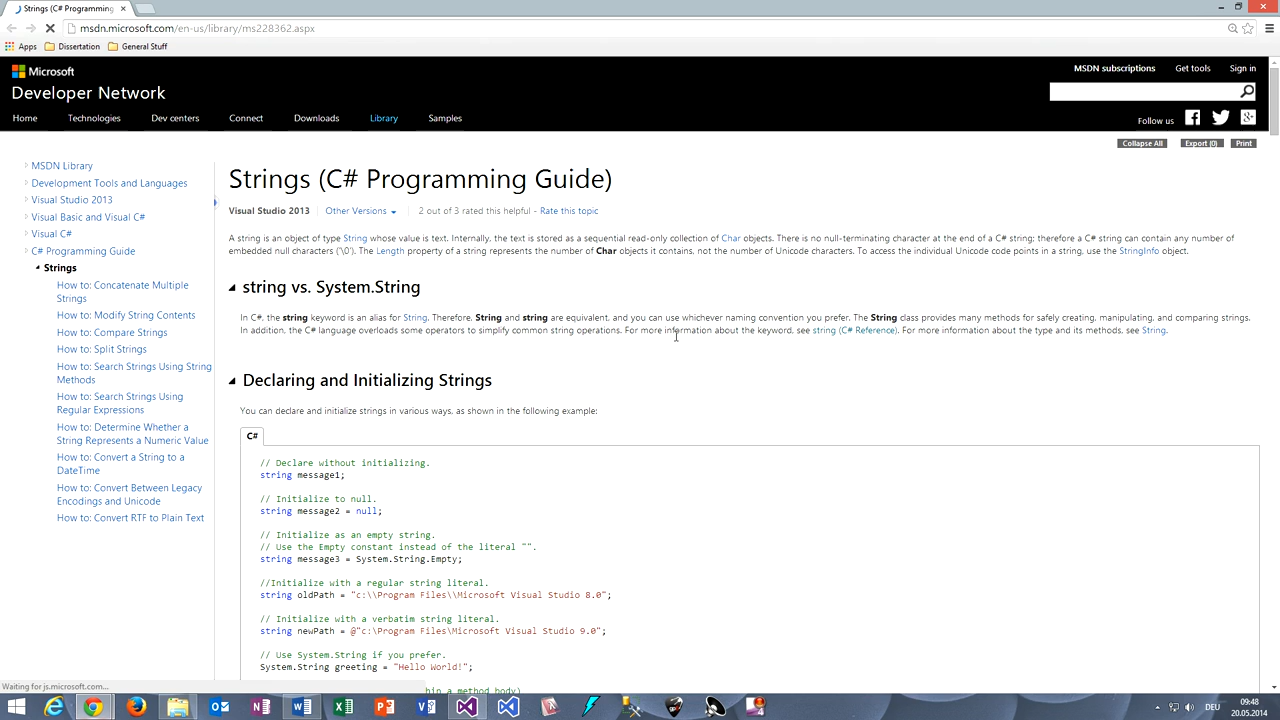 Strings (C# Programming
msdn.microsoft.com/en-us/library/ms228362.aspx
Apps Dissertation General Stuff
Microsoft
Developer Network
MSDN subscriptions Get tools Sign in
Home Technologies Dev centers Connect Downloads Library Samples
Follow us
Collapse All Export (0) Print
MSDN Library
Development Tools and Languages
Visual Studio 2013
Visual Basic and Visual C#
Visual C#
C# Programming Guide
Strings
How to: Concatenate Multiple
Strings
How to: Modify String Contents
How to: Compare Strings
How to: Split Strings
How to: Search Strings Using String
Methods
How to: Search Strings Using
Regular Expressions
How to: Determine Whether a
String Represents a Numeric Value
How to: Convert a String to a
DateTime
How to: Convert Between Legacy
Encodings and Unicode
How to: Convert RTF to Plain Text
Strings (C# Programming Guide)
Visual Studio 2013 Other Versions 2 out of 3 rated this helpful - Rate this topic
A string is an object of type String whose value is text. Internally, the text is stored as a sequential read-only collection of Char objects. There is no null-terminating character at the end of a C# string; therefore a C# string can contain any number of
embedded null characters ('\0'). The Length property of a string represents the number of Char objects it contains, not the number of Unicode characters. To access the individual Unicode code points in a string, use the StringInfo object.
string vs. System.String
In C#, the string keyword is an alias for String. Therefore, String and string are equivalent, and you can use whichever naming convention you prefer. The String class provides many methods for safely creating, manipulating, and comparing strings.
In addition, the C# language overloads some operators to simplify common string operations. For more information about the keyword, see string (C# Reference). For more information about the type and its methods, see String.
Declaring and Initializing Strings
You can declare and initialize strings in various ways, as shown in the following example:
C#
// Declare without initializing.
string message1;
// Initialize to null.
string message2 = null;
// Initialize as an empty string.
// Use the Empty constant instead of the literal "".
string message3 = System.String.Empty;
//Initialize with a regular string literal.
string oldPath = "c:\\Program Files\\Microsoft Visual Studio 8.0";
// Initialize with a verbatim string literal.
string newPath = @"c:\Program Files\Microsoft Visual Studio 9.0";
// Use System.String if you prefer.
System.String greeting = "Hello World!";
hin a method body)
Waiting for js.microsoft.com...
DEU
09:48
20.05.2014